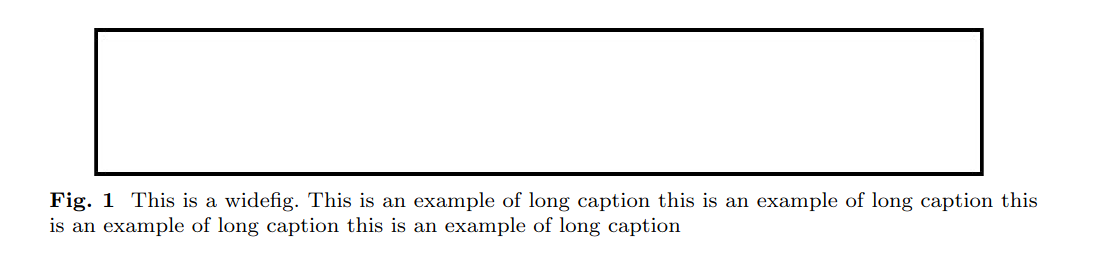 Fig. 1 This is a widefig. This is an example of long caption this is an example of long caption this
is an example of long caption this is an example of long caption